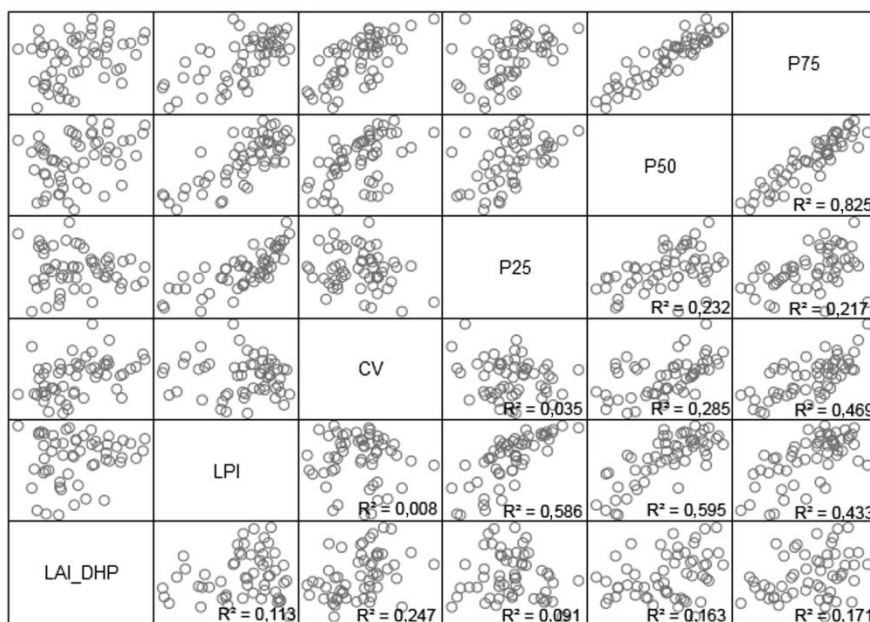 P75
P50
R² = 0,825
P25
R² = 0,232
R² = 0,217
CV
R² = 0,035
R² = 0,285
R² = 0,469
LPI
R² = 0,008
R² = 0,586
R² = 0,595
R² = 0,433
LAI_DHP
R² = 0,113
R² = 0,247
R² = 0,091
R² = 0,163
R² = 0,171